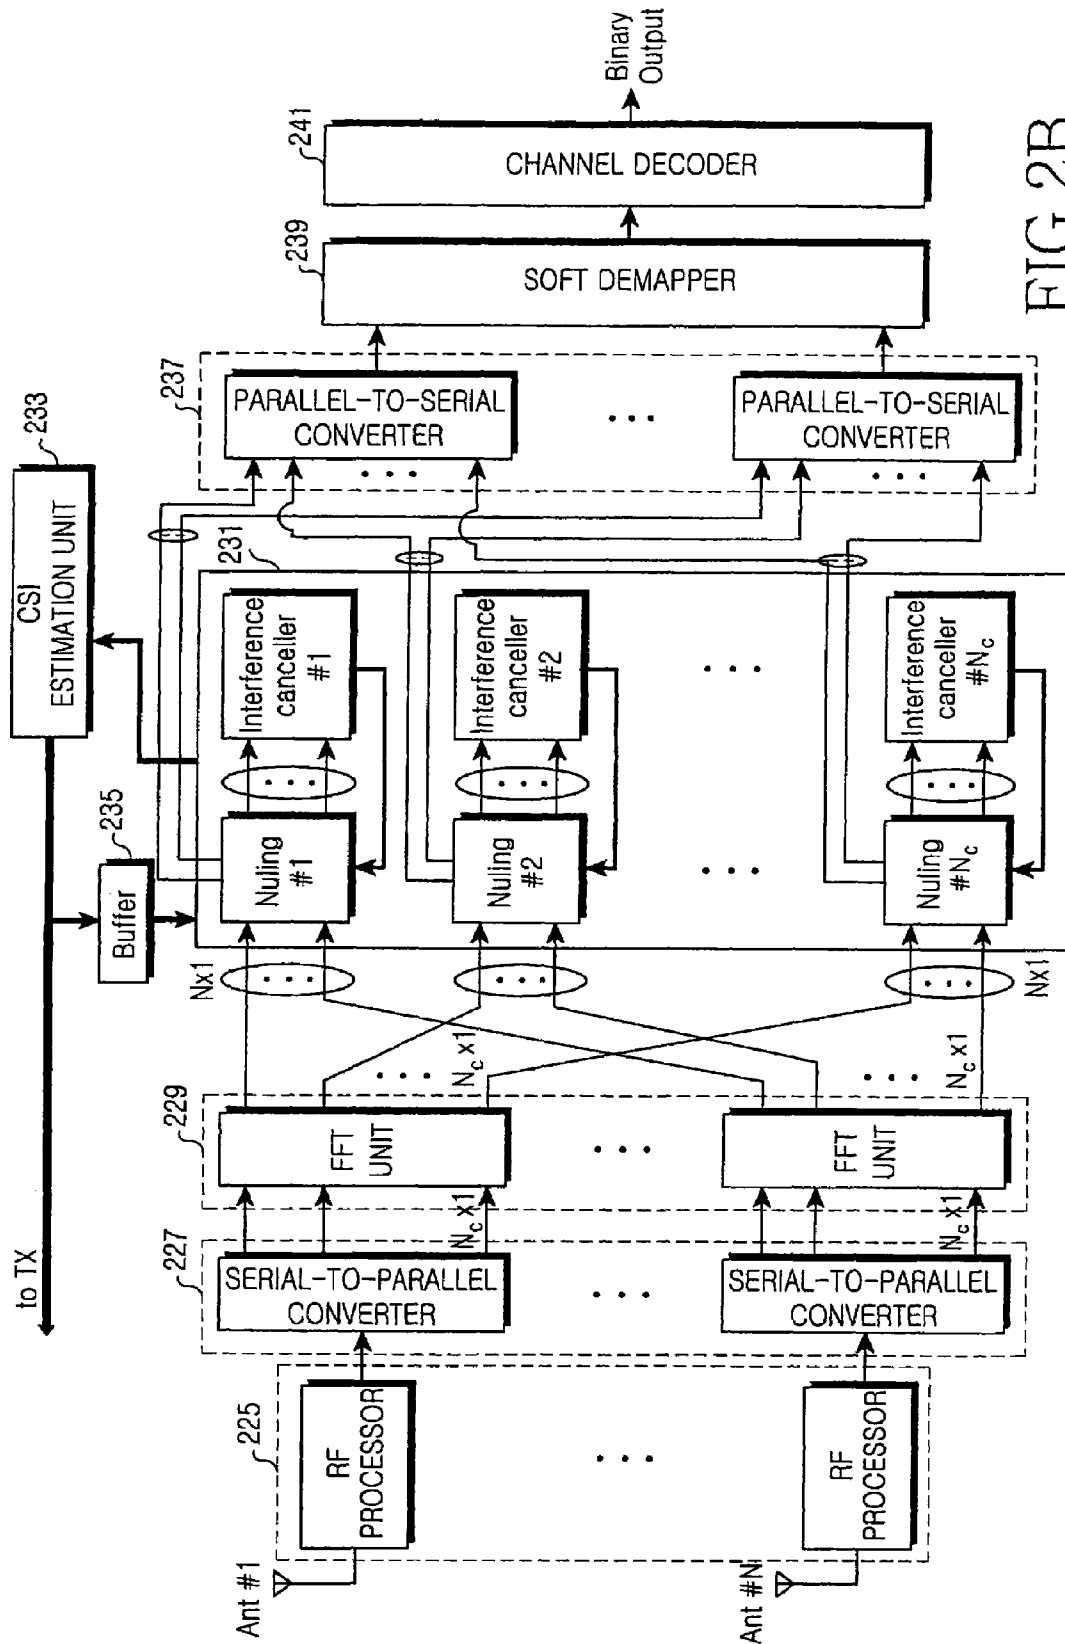 Ant #1
Ant #N
225
RF
PROCESSOR
RF
PROCESSOR
227
SERIAL-TO-PARALLEL
CONVERTER
SERIAL-TO-PARALLEL
CONVERTER
Nc x1
Nc x1
229
FFT
UNIT
FFT
UNIT
Nc x1
Nc x1
Nx1
Nx1
to TX
Buffer
235
CSI
ESTIMATION UNIT
233
231
Nuling
#1
Interference
canceller
#1
Nuling
#2
Interference
canceller
#2
Nuling
#Nc
Interference
canceller
#Nc
237
PARALLEL-TO-SERIAL
CONVERTER
PARALLEL-TO-SERIAL
CONVERTER
239
SOFT DEMAPPER
241
CHANNEL DECODER
Binary
Output
FIG.2B